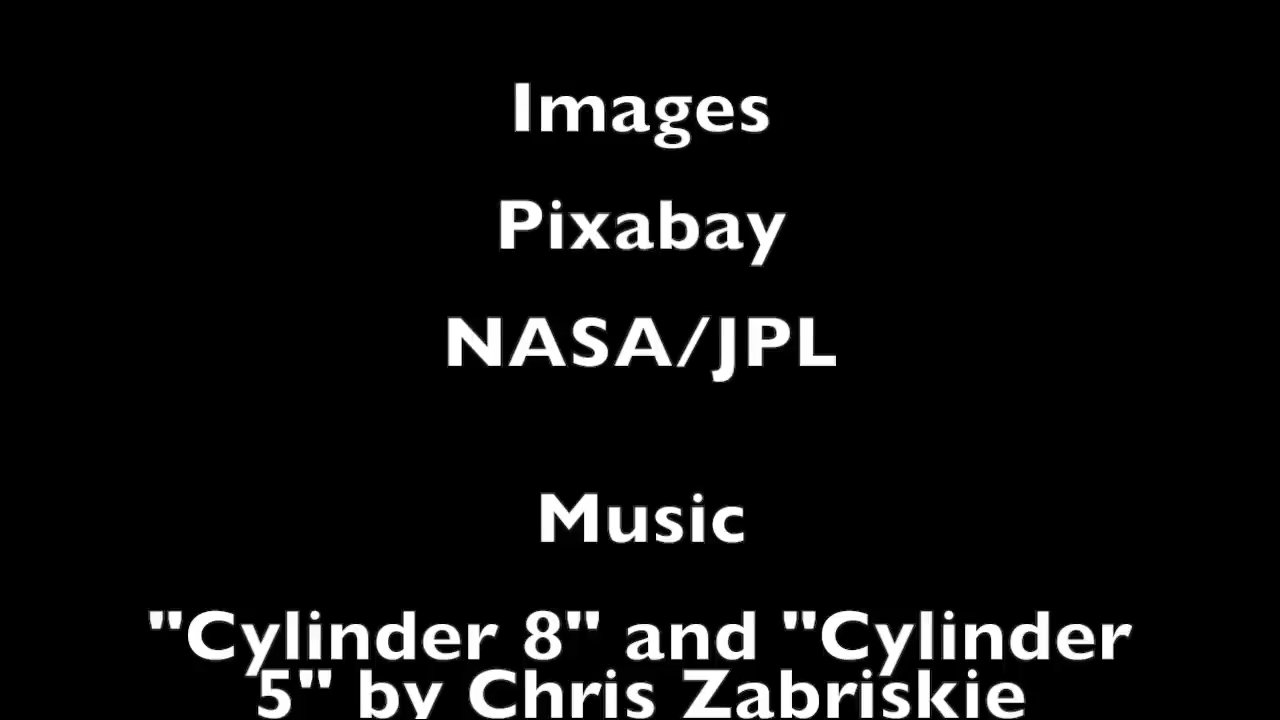 Images
Pixabay
NASA/JPL
Music
"Cylinder 8" and "Cylinder
5" by Chris Zabriskie